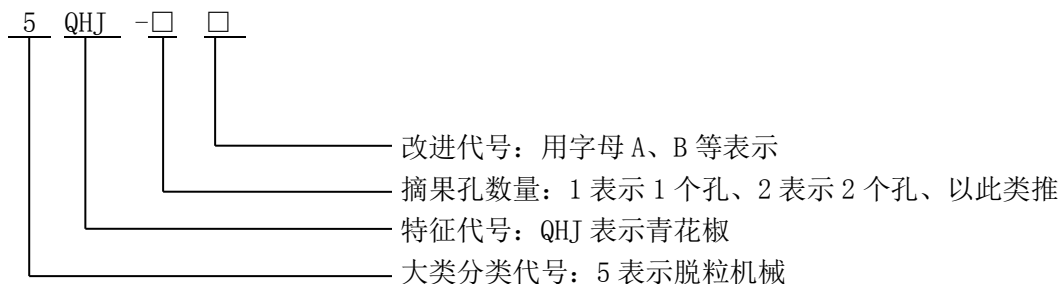 5 QHJ -□ □
改进代号：用字母 A、B 等表示
摘果孔数量：1 表示 1 个孔、2 表示 2 个孔、以此类推
特征代号：QHJ 表示青花椒
大类分类代号：5 表示脱粒机械